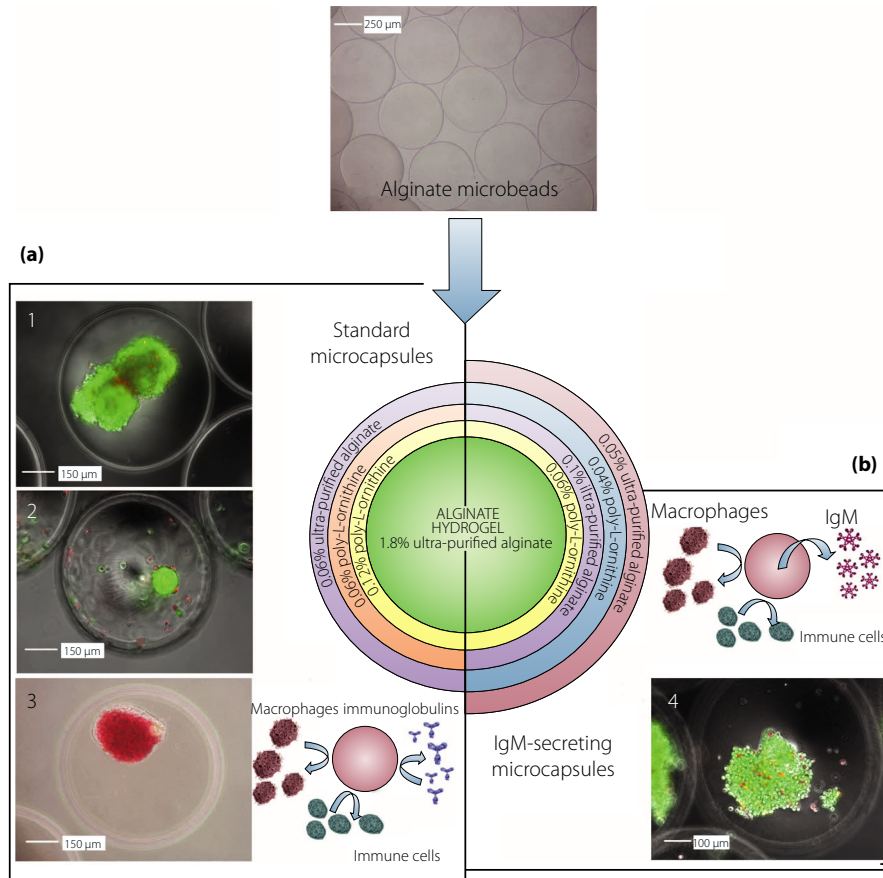 250 μm
Alginate microbeads
(a)
1
150 μm
2
150 μm
3
150 μm
Standard
microcapsules
0.06% ultra-purified alginate
0.06% poly-L-ornithine
0.12% poly-L-ornithine
ALGINATE
HYDROGEL
1.8% ultra-purified alginate
0.06% poly-L-ornithine
0.1% iltra-purified alginate
0.04% poly-L-ornithine
0.05% ultra-purified alginate
Macrophages immunoglobulins
Immune cells
IgM-secreting
microcapsules
(b)
Macrophages
IgM
Immune cells
4
100 μm